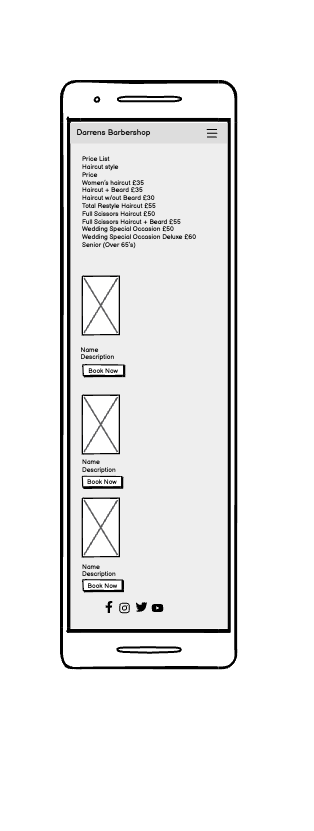 Darrens Barbershop
Price List
Haircut style
Price
Women's haircut £35
Haircut + Beard £35
Haircut w/out Beard £30
Total Restyle Haircut £55
Full Scissors Haircut £50
Full Scissors Haircut + Beard £55
Wedding Special Occasion £50
Wedding Special Occasion Deluxe £60
Senior (Over 65's)
Name
Description
Book Now
Name
Description
Book Now
Name
Description
Book Now